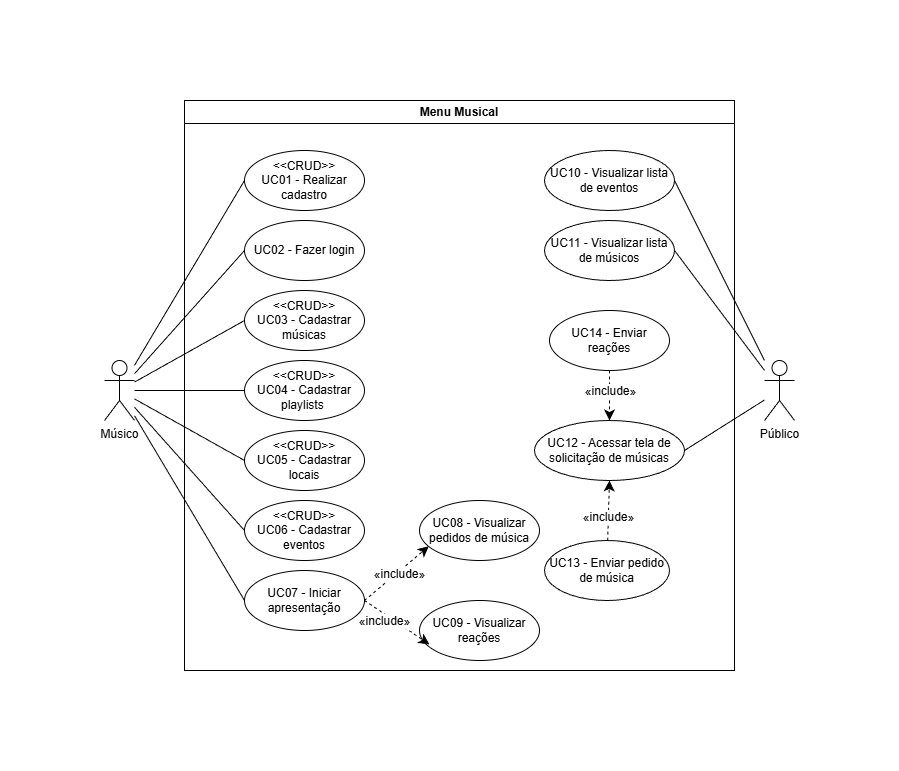 Menu Musical
<<CRUD>>
UC01 - Realizar
cadastro
UC02 - Fazer login
<<CRUD>>
UC03 - Cadastrar
músicas
<<CRUD>>
UC04 - Cadastrar
playlists
<<CRUD>>
UC05 - Cadastrar
locais
<<CRUD>>
UC06 - Cadastrar
eventos
UC07 - Iniciar
apresentação
Músico
«include»
«include»
UC08 - Visualizar
pedidos de música
UC09 - Visualizar
reações
UC10 - Visualizar lista
de eventos
UC11 - Visualizar lista
de músicos
UC14 - Enviar
reações
«include»
UC12 - Acessar tela de
solicitação de músicas
«include»
UC13 - Enviar pedido
de música
Público